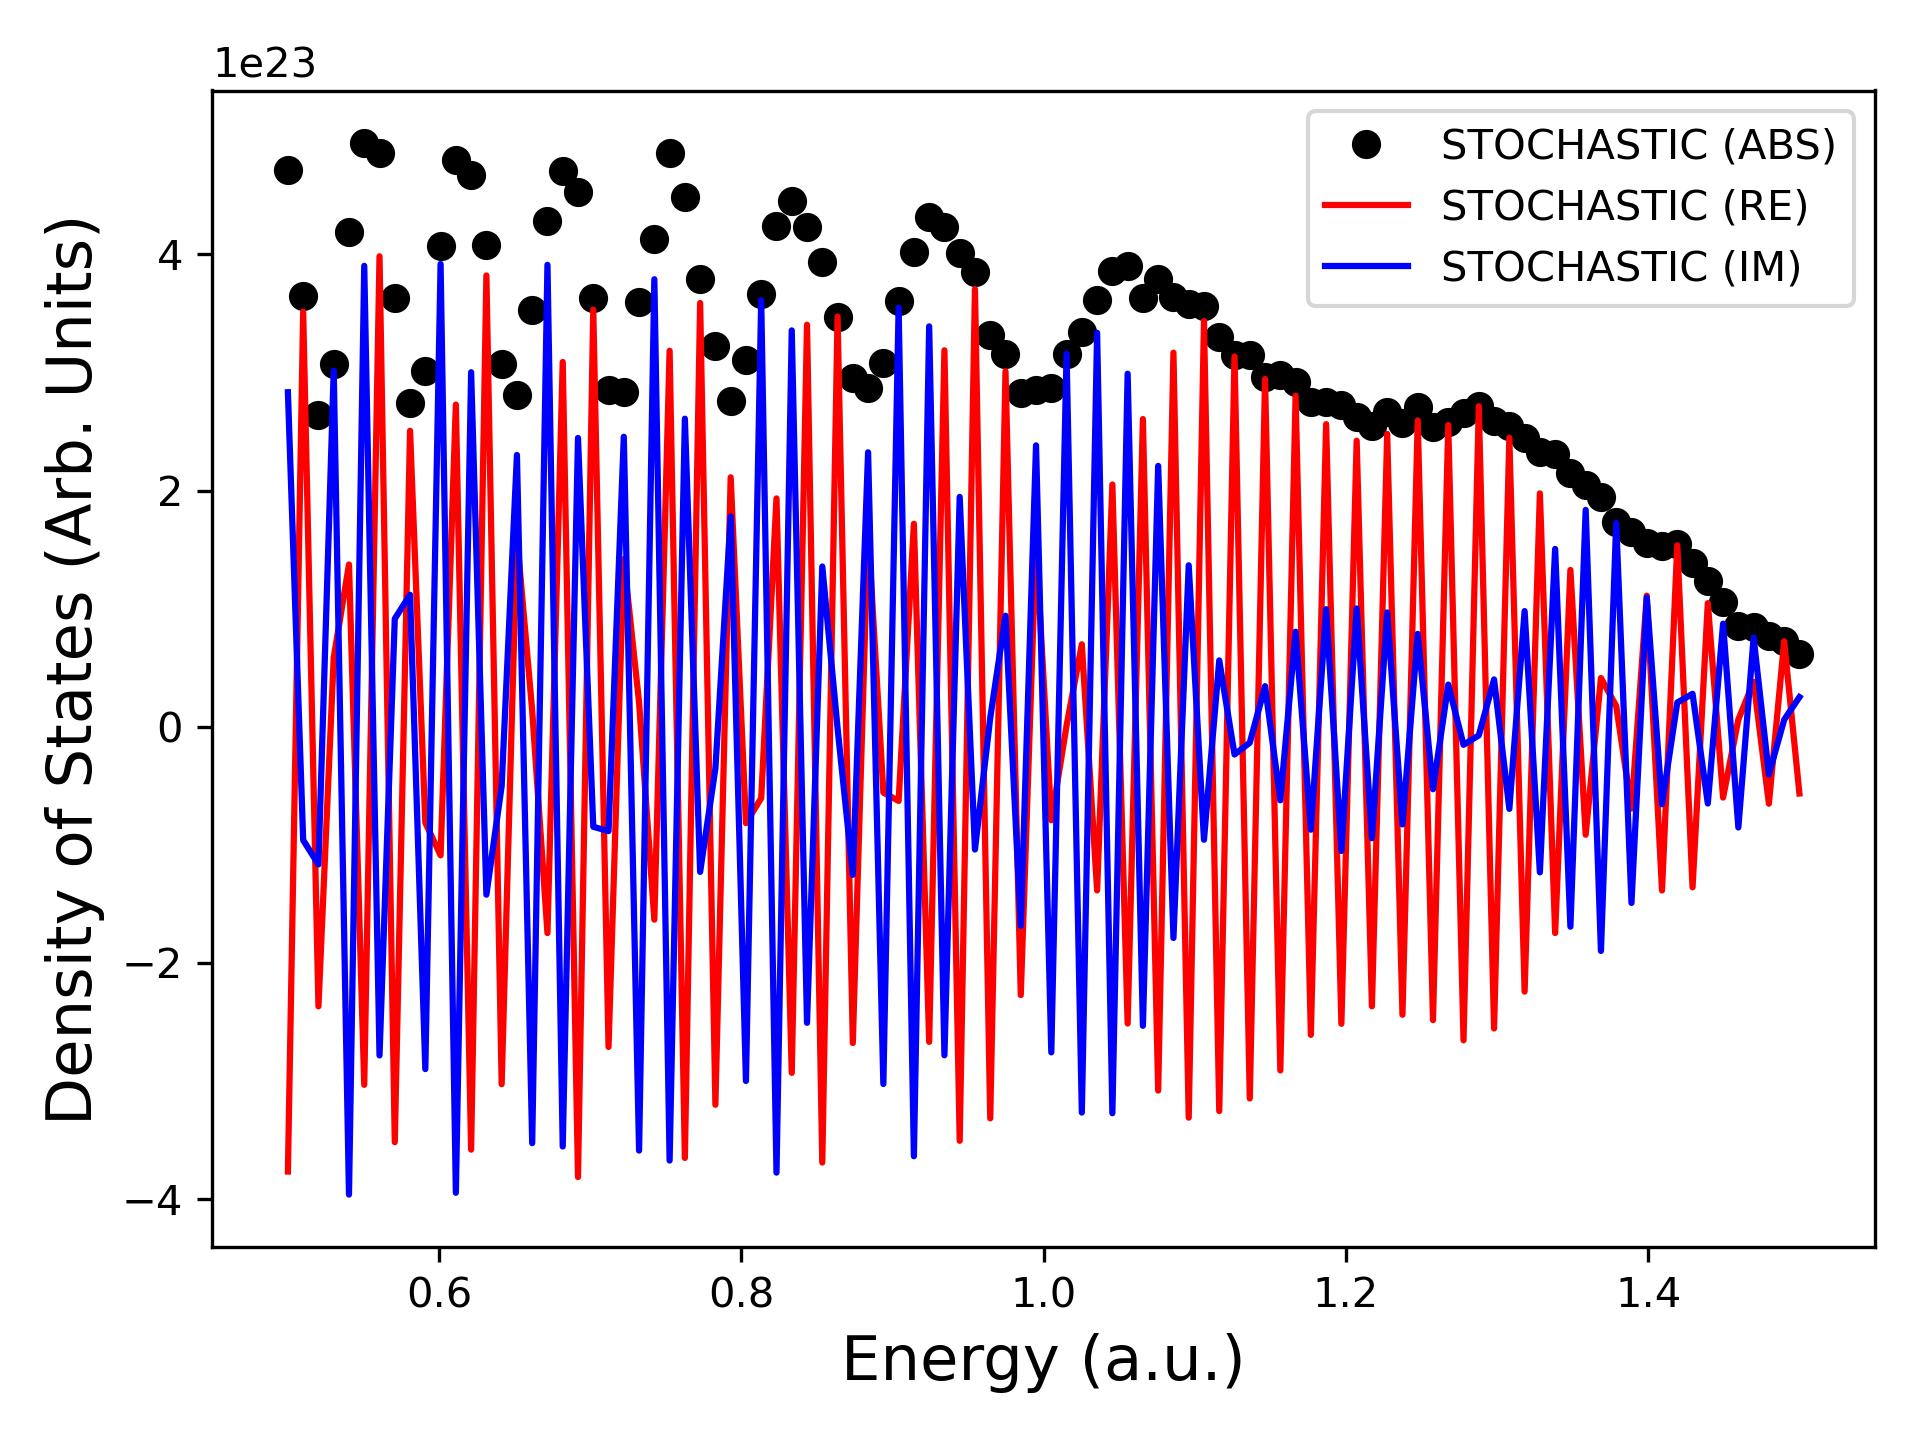 1e23
STOCHASTIC (ABS)
STOCHASTIC (RE)
STOCHASTIC (IM)
Density of States (Arb. Units)
4
2
0
−2
−4
0.6
0.8
1.0
1.2
1.4
Energy (a.u.)